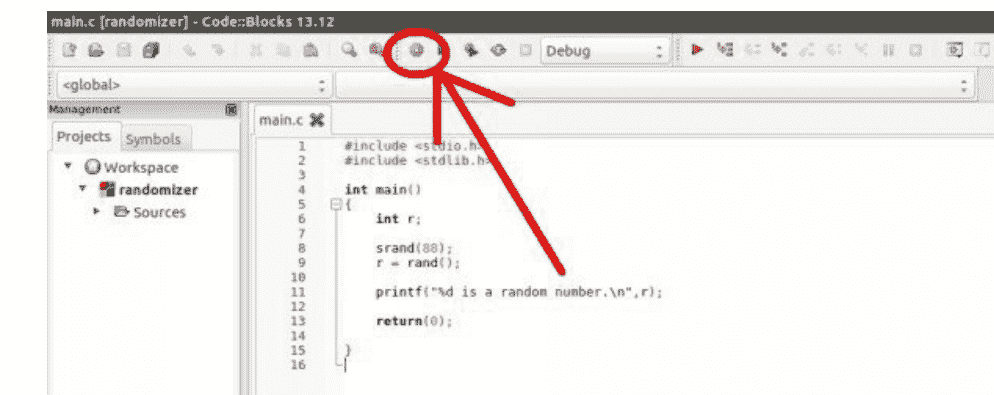 main.c [randomizer] - Code::Blocks 13.12
Debug
<global>
Management
main.c
Projects Symbols
Workspace
randomizer
Sources
1 #include <stdio.h>
2 #include <stdlib.h>
3
4 int main()
5 {
6 int r;
7
8 srand(88);
9 r = rand();
10
11 printf("%d is a random number.\n",r);
12
13 return(0);
14
15 }
16